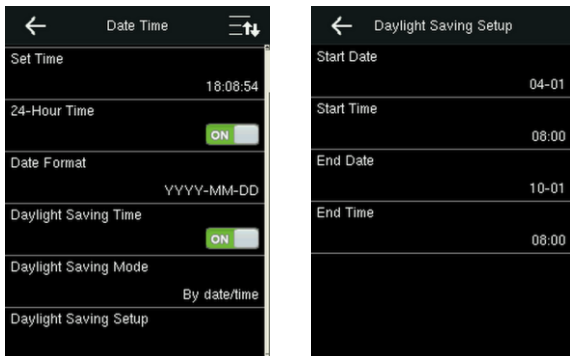 Date Time
Set Time
18:08:54
24-Hour Time
ON
Date Format
YYYY-MM-DD
Daylight Saving Time
ON
Daylight Saving Mode
By date/time
Daylight Saving Setup
Daylight Saving Setup
Start Date
04-01
Start Time
08:00
End Date
10-01
End Time
08:00